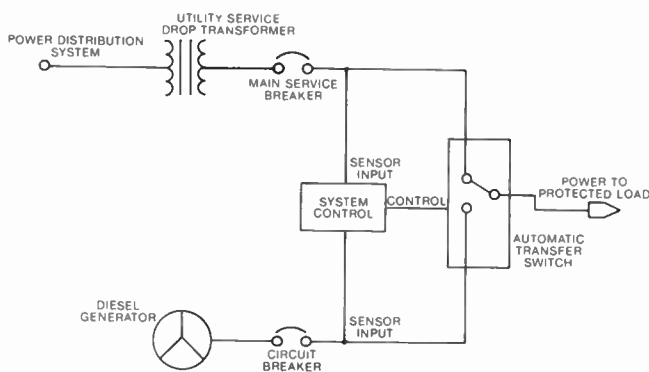 UTILITY SERVICE
DROP TRANSFORMER
POWER DISTRIBUTION
SYSTEM
MAIN SERVICE
BREAKER
SENSOR
INPUT
SYSTEM
CONTROL
CONTROL
POWER TO
PROTECTED LOAD
AUTOMATIC
TRANSFER
SWITCH
DIESEL
GENERATOR
SENSOR
INPUT
CIRCUIT
BREAKER